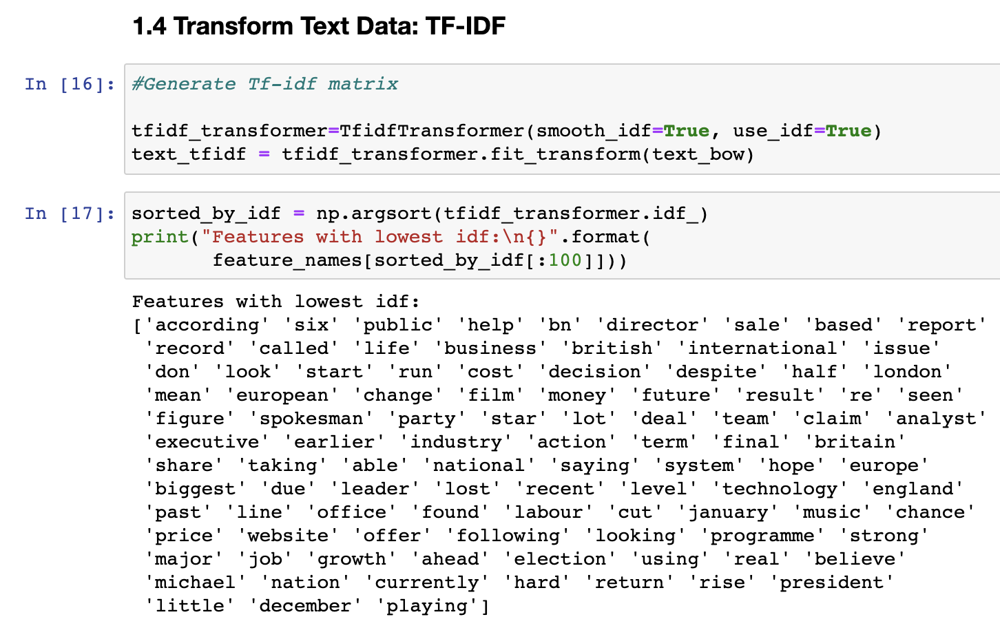 1.4 Transform Text Data: TF-IDF
In [16]: #Generate Tf-idf matrix
tfidf_transformer=TfidfTransformer(smooth_idf=True, use_idf=True)
text_tfidf = tfidf_transformer.fit_transform(text_bow)
In [17]: sorted_by_idf = np.argsort(tfidf_transformer.idf_)
print("Features with lowest idf:\n{}".format(
feature_names[sorted_by_idf[:100]]))
Features with lowest idf:
['according' 'six' 'public' 'help' 'bn' 'director' 'sale' 'based' 'report'
'record' 'called' 'life' 'business' 'british' 'international' 'issue'
'don' 'look' 'start' 'run' 'cost' 'decision' 'despite' 'half' 'london'
'mean' 'european' 'change' 'film' 'money' 'future' 'result' 're' 'seen'
'figure' 'spokesman' 'party' 'star' 'lot' 'deal' 'team' 'claim' 'analyst'
'executive' 'earlier' 'industry' 'action' 'term' 'final' 'britain'
'share' 'taking' 'able' 'national' 'saying' 'system' 'hope' 'europe'
'biggest' 'due' 'leader' 'lost' 'recent' 'level' 'technology' 'england'
'past' 'line' 'office' 'found' 'labour' 'cut' 'january' 'music' 'chance'
'price' 'website' 'offer' 'following' 'looking' 'programme' 'strong'
'major' 'job' 'growth' 'ahead' 'election' 'using' 'real' 'believe'
'michael' 'nation' 'currently' 'hard' 'return' 'rise' 'president'
'little' 'december' 'playing']